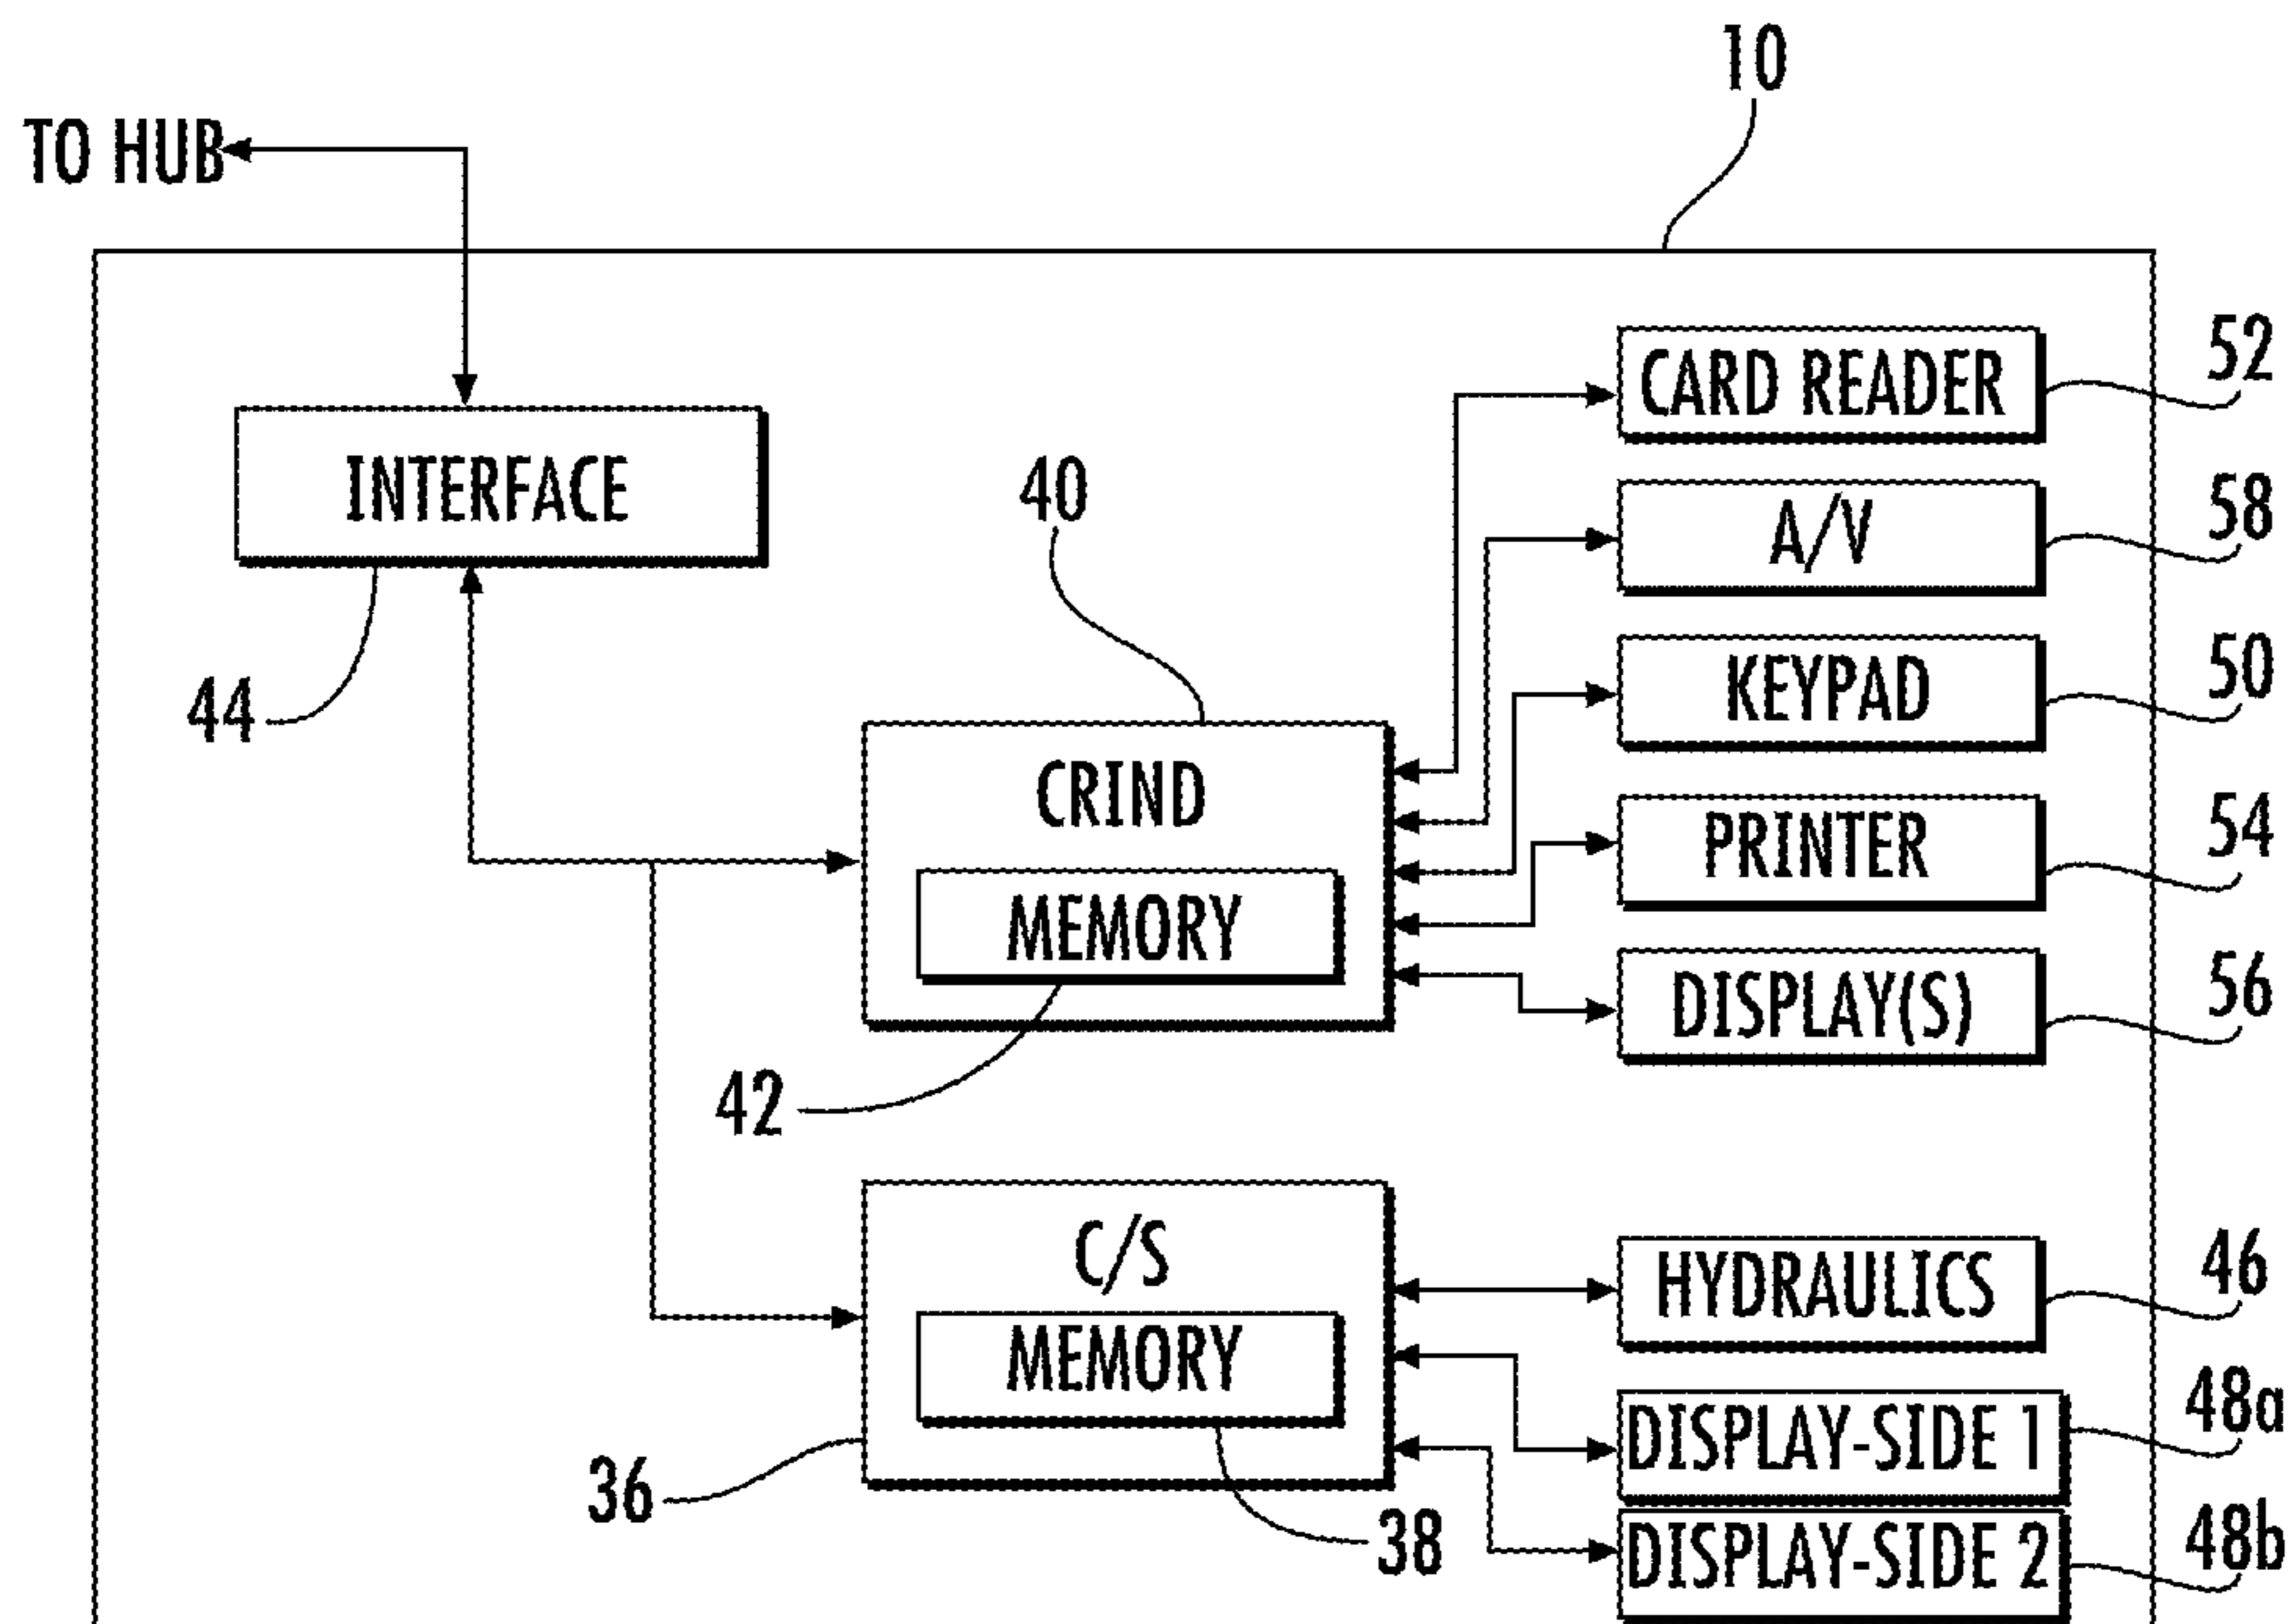 10
TO HUB
CARD READER 52
INTERFACE
40
A/V 58
44
KEYPAD 50
CRIND
PRINTER 54
MEMORY
DISPLAY(S) 56
42
C/S
HYDRAULICS 46
MEMORY
DISPLAY-SIDE 1 48a
36
38
DISPLAY-SIDE 2 48b